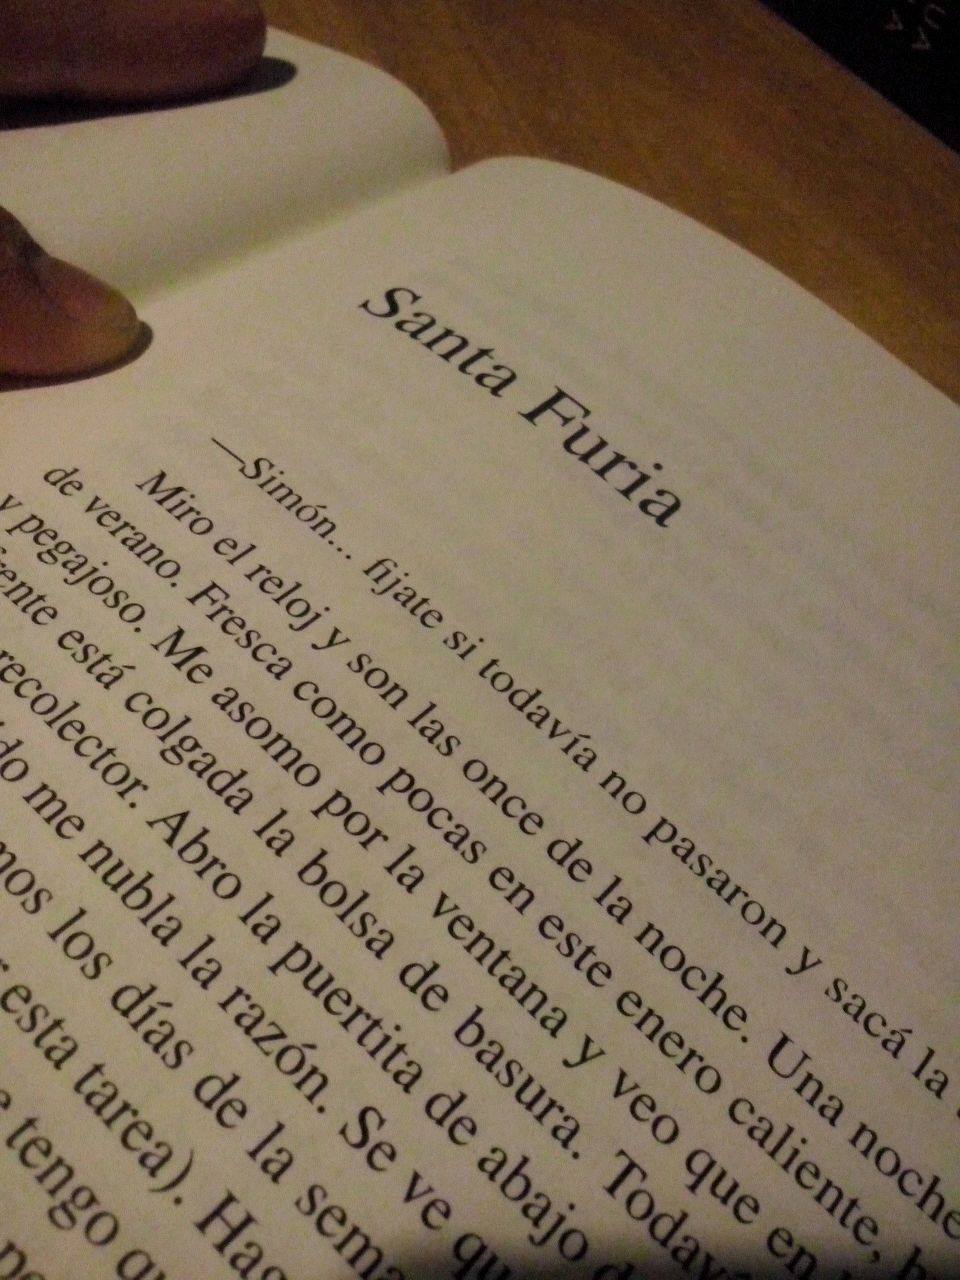 Santa Furia
—Simón... fijate si todavía no pasaron y sacá la
Miro el reloj y son las once de la noche. Una noche
de verano. Fresca como pocas en este enero caliente,
y pegajoso. Me asomo por la ventana y veo que en
está colgada la bolsa de basura.
recolector. Abro la puertita de abajo
me nubla la razón. Se ve
los días de la
esta tarea).
tengo
UA